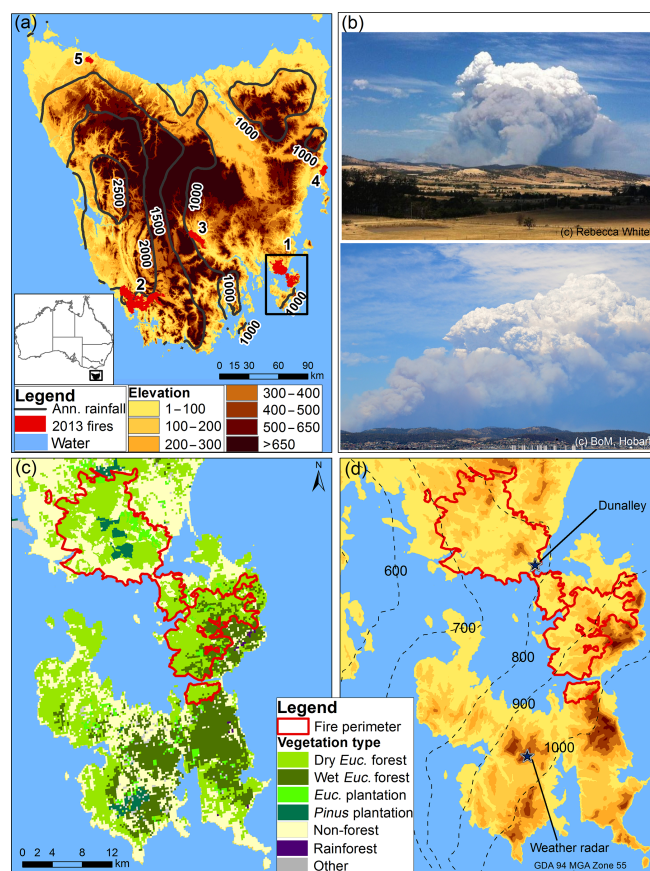 (a)
5
1000
1000
4
2500
1500
1000
3
2000
1
2
1000
1000
1000
0 15 30 60 90
km
Legend
Ann. rainfall
2013 fires
Water
Elevation
1–100
100–200
200–300
300–400
400–500
500–650
>650
(b)
(c) Rebecca White
(c) BoM, Hobart
(c)
N
0 2 4 8 12
km
Legend
Fire perimeter
Vegetation type
Dry Euc. forest
Wet Euc. forest
Euc. plantation
Pinus plantation
Non-forest
Rainforest
Other
(d)
Dunalley
600
700
800
900
1000
Weather radar
GDA 94 MGA Zone 55